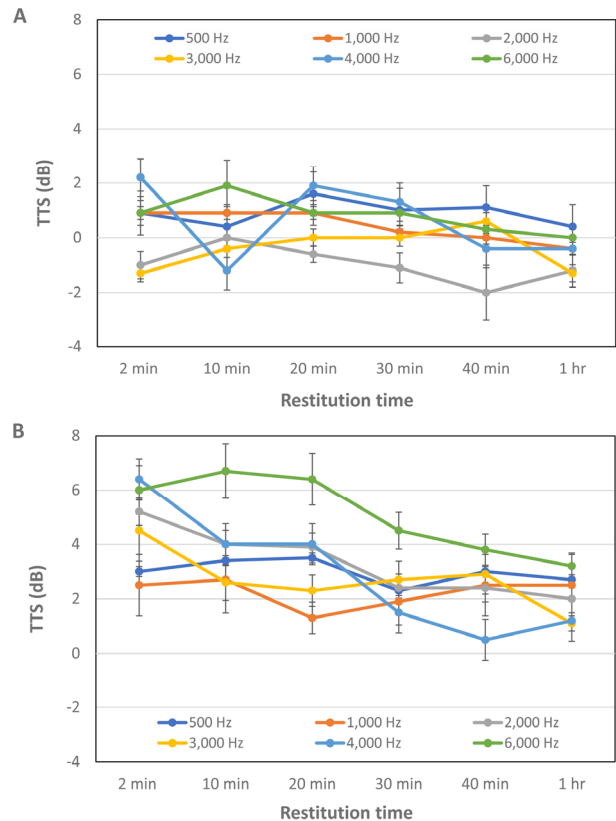 A
8
500 Hz 1,000 Hz 2,000 Hz
3,000 Hz 4,000 Hz 6,000 Hz
6
4
2
0
-2
-4
TTS (dB)
2 min 10 min 20 min 30 min 40 min 1 hr
Restitution time
B
8
6
4
2
0
-2
-4
TTS (dB)
500 Hz 1,000 Hz 2,000 Hz
3,000 Hz 4,000 Hz 6,000 Hz
2 min 10 min 20 min 30 min 40 min 1 hr
Restitution time